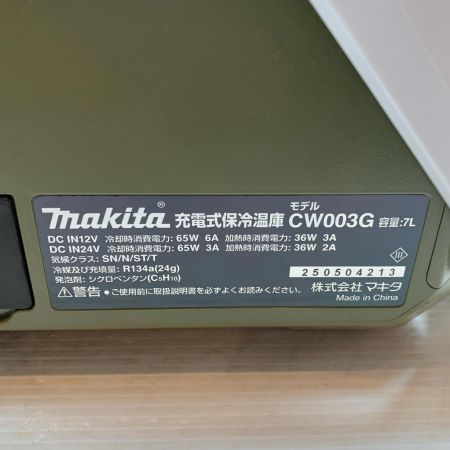 makita® 充電式保冷温庫 モデル CW003G 容量:7L
DC IN12V 冷却時消費電力: 65W 6A 加熱時消費電力: 36W 3A
DC IN24V 冷却時消費電力: 65W 3A 加熱時消費電力: 36W 2A
気候クラス: SN/N/ST/T
冷媒及び充填量: R134a(24g)
発泡剤: シクロペンタン(C₅H₁₀)
250504213
⚠警告 ●ご使用前に取扱説明書を必ずよくお読みください。
株式会社 マキタ
Made in China